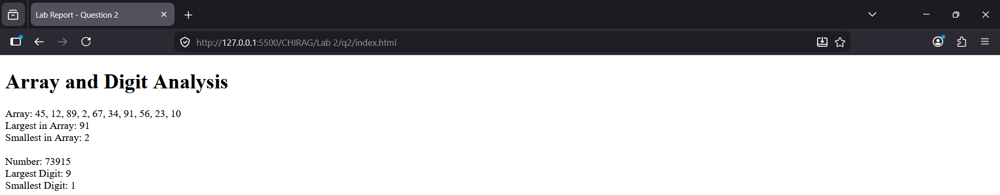 Lab Report - Question 2
http://127.0.0.1:5500/CHIRAG/Lab 2/q2/index.html
Array and Digit Analysis
Array: 45, 12, 89, 2, 67, 34, 91, 56, 23, 10
Largest in Array: 91
Smallest in Array: 2
Number: 73915
Largest Digit: 9
Smallest Digit: 1